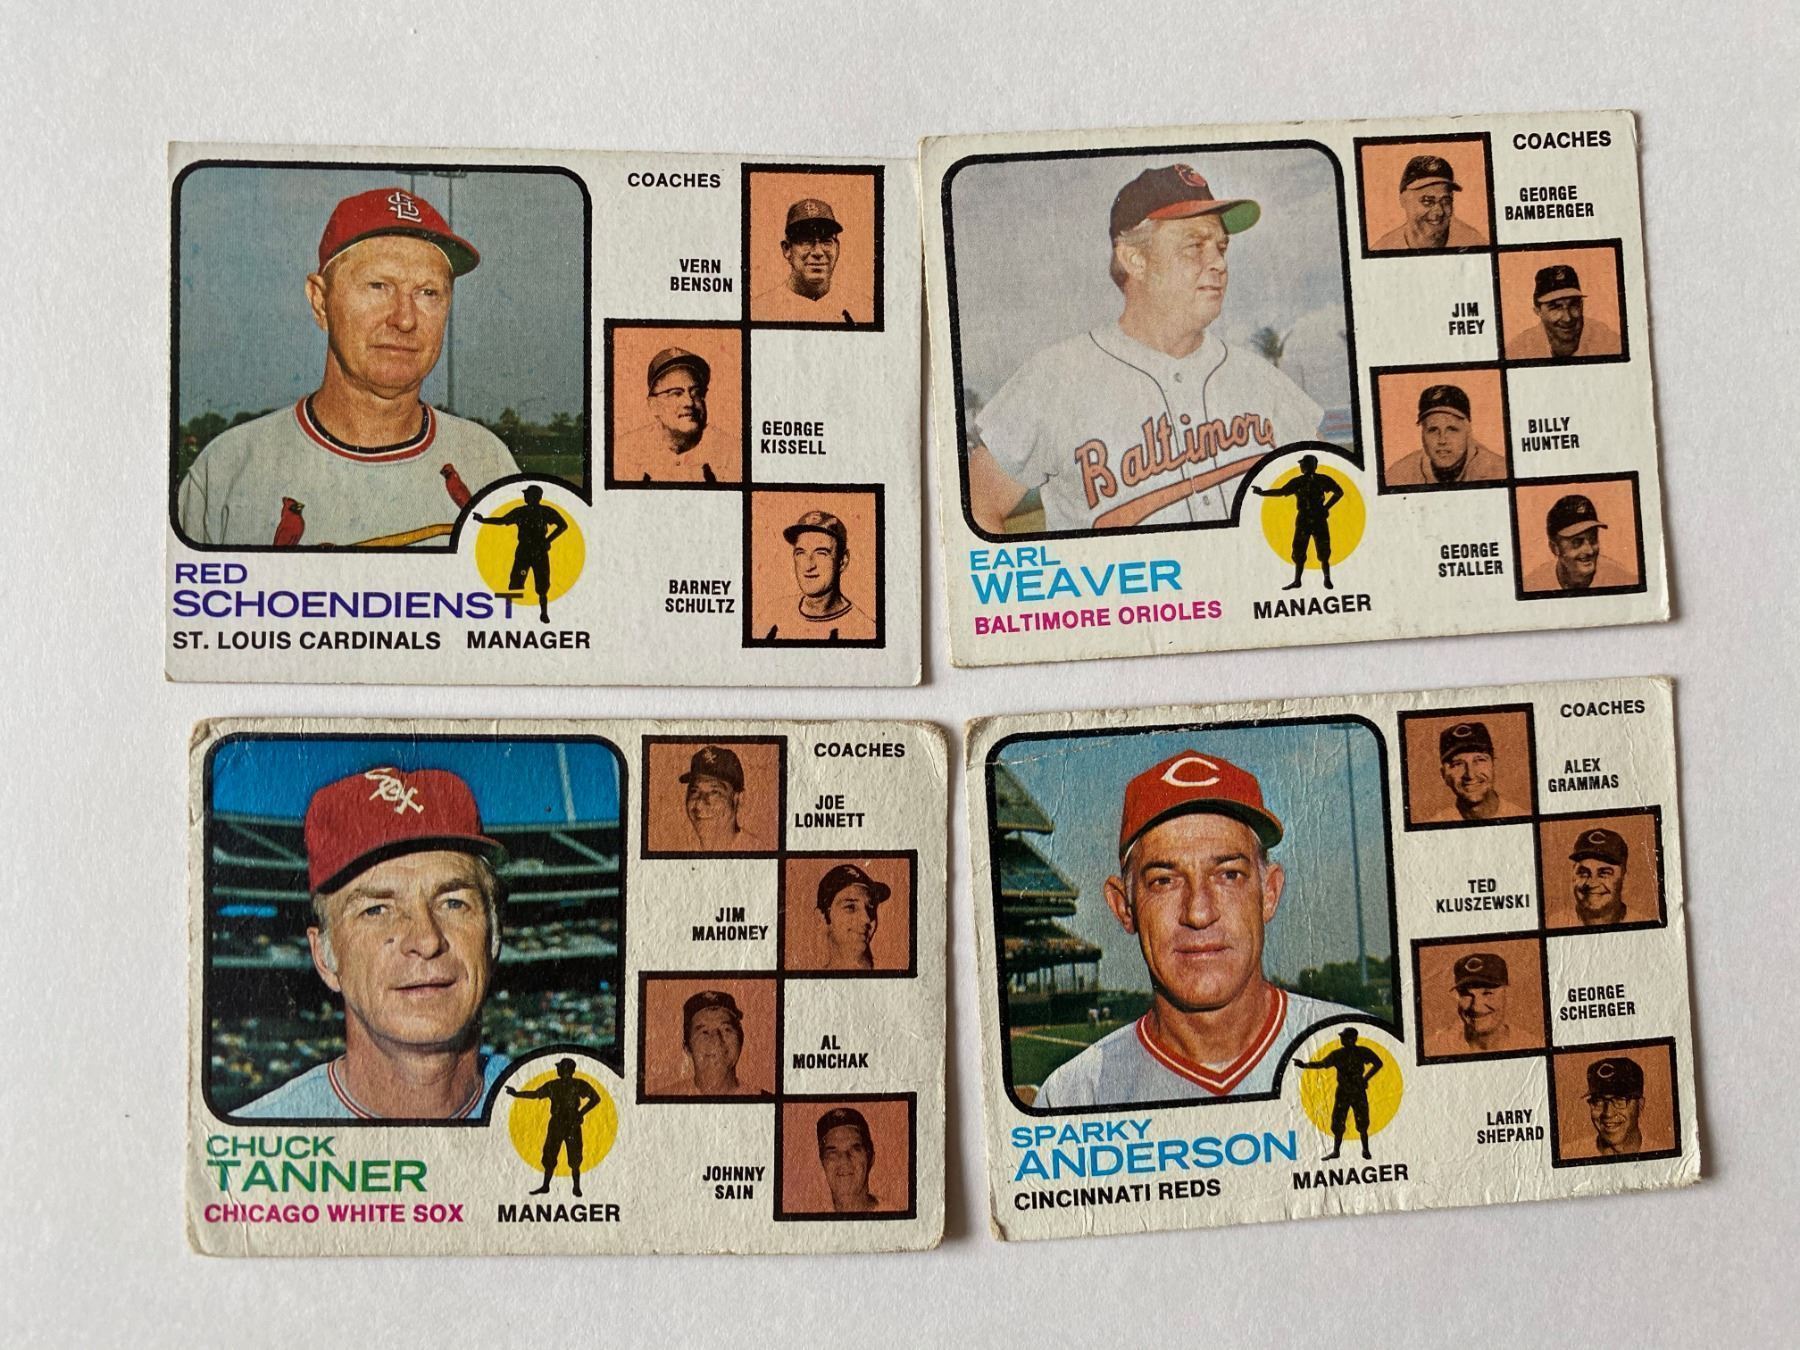 COACHES
VERN
BENSON
GEORGE
KISSELL
BARNEY
SCHULTZ
RED
SCHOENDIENST
ST. LOUIS CARDINALS MANAGER
COACHES
GEORGE
BAMBERGER
JIM
FREY
BILLY
HUNTER
GEORGE
STALLER
Baltimore
EARL
WEAVER
BALTIMORE ORIOLES
MANAGER
COACHES
JOE
LONNETT
JIM
MAHONEY
AL
MONCHAK
JOHNNY
SAIN
Sox
CHUCK
TANNER
CHICAGO WHITE SOX MANAGER
COACHES
ALEX
GRAMMAS
TED
KLUSZEWSKI
GEORGE
SCHERGER
LARRY
SHEPARD
C
SPARKY
ANDERSON
CINCINNATI REDS
MANAGER